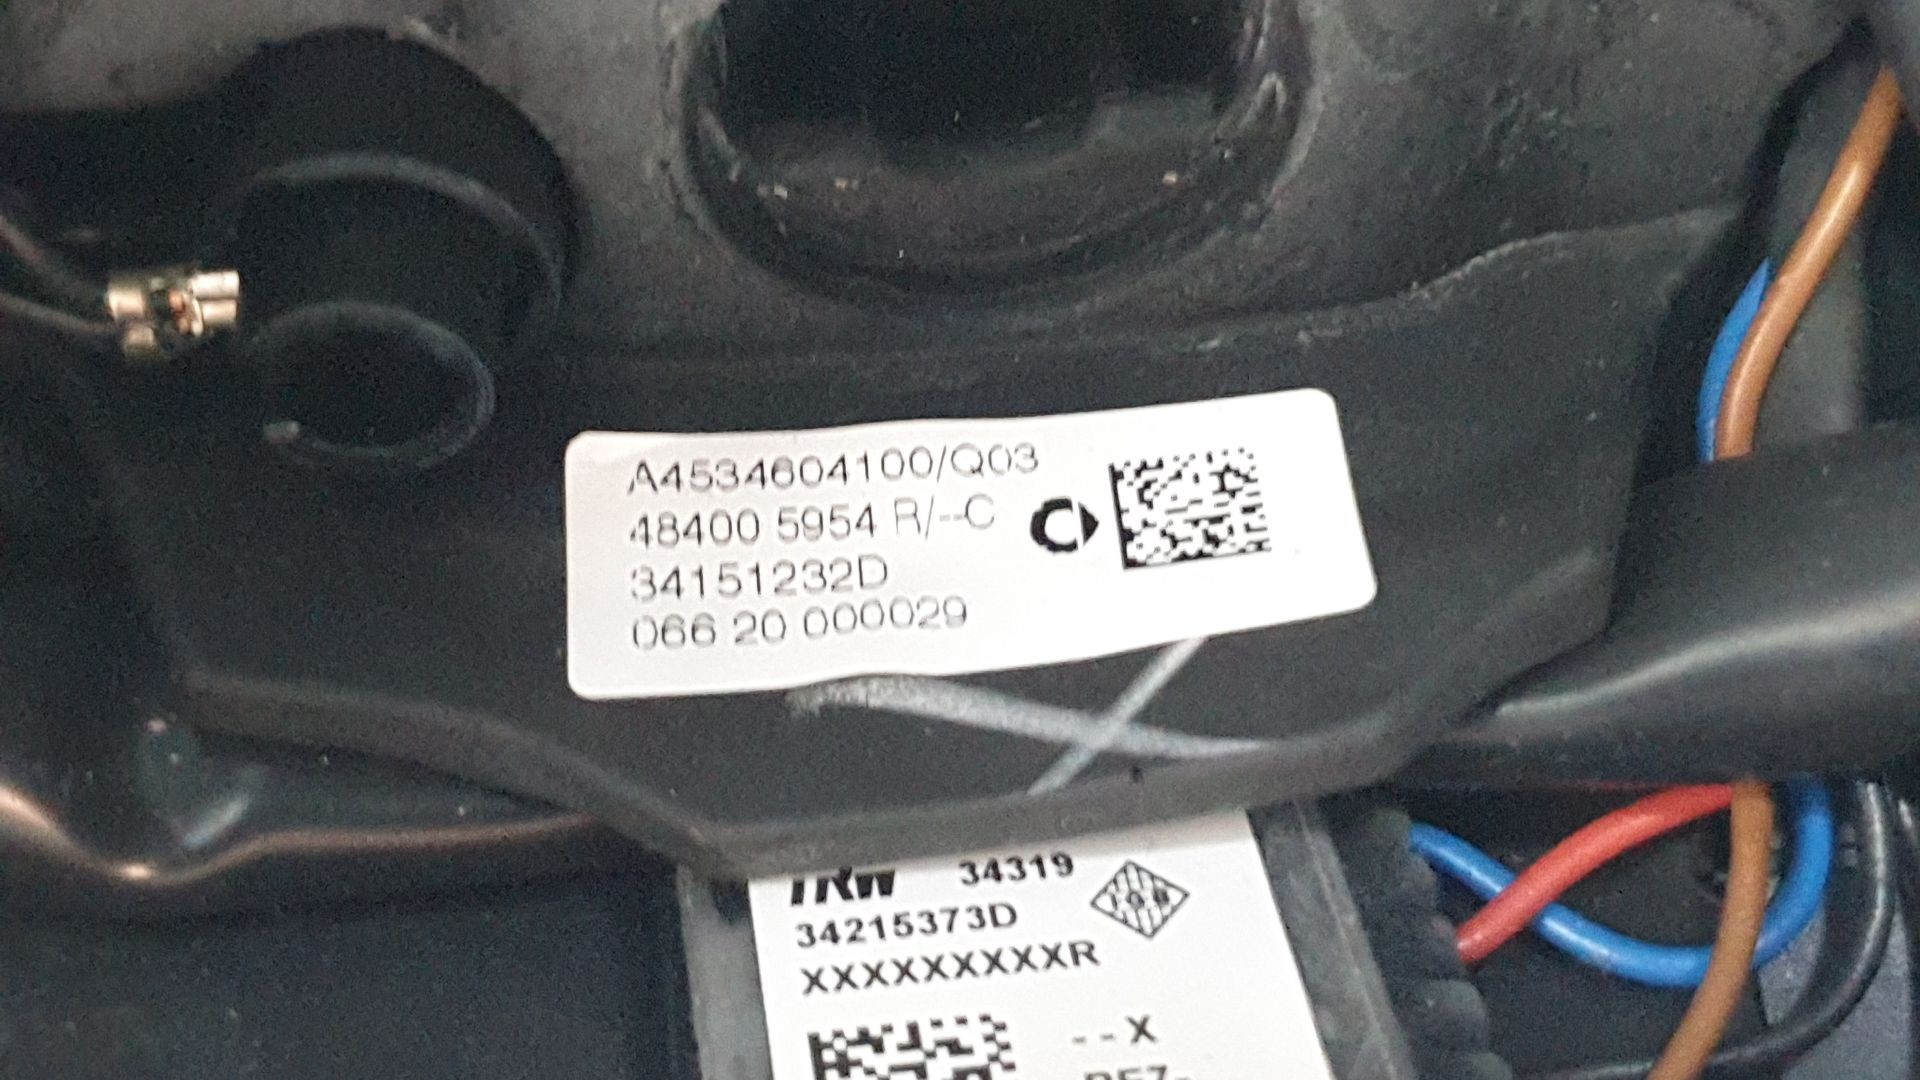 A4534604100/Q03
48400 5954 R/--C
34151232D
066 20 000029
TRW 34319
34215373D
XXXXXXXXXR
--X